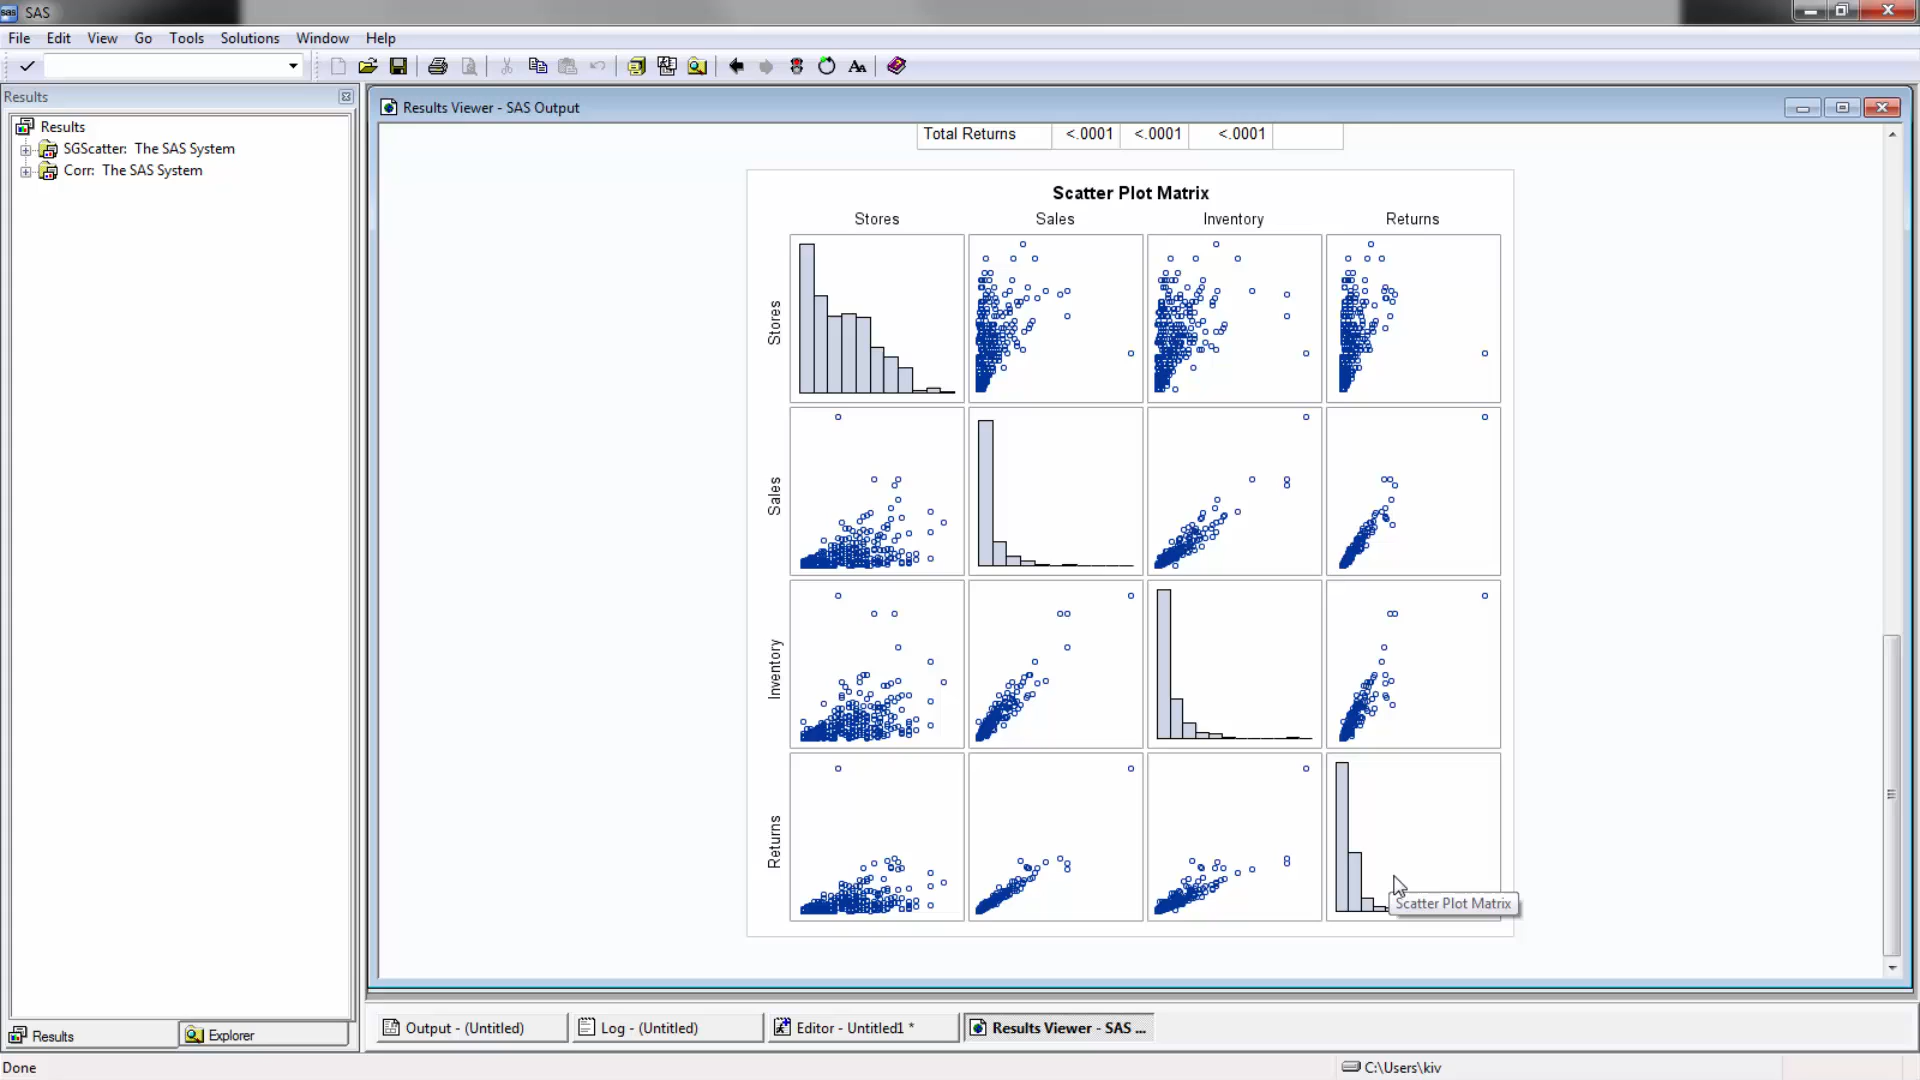 SAS
File Edit View Go Tools Solutions Window Help
Results
Results Viewer - SAS Output
Results
SGScatter: The SAS System
Corr: The SAS System
Total Returns <.0001 <.0001 <.0001
Scatter Plot Matrix
Stores Sales Inventory Returns
Stores
Sales
Inventory
Returns
Scatter Plot Matrix
Results Explorer
Output - (Untitled) Log - (Untitled) Editor - Untitled1 * Results Viewer - SAS ...
Done C:\Users\kiv